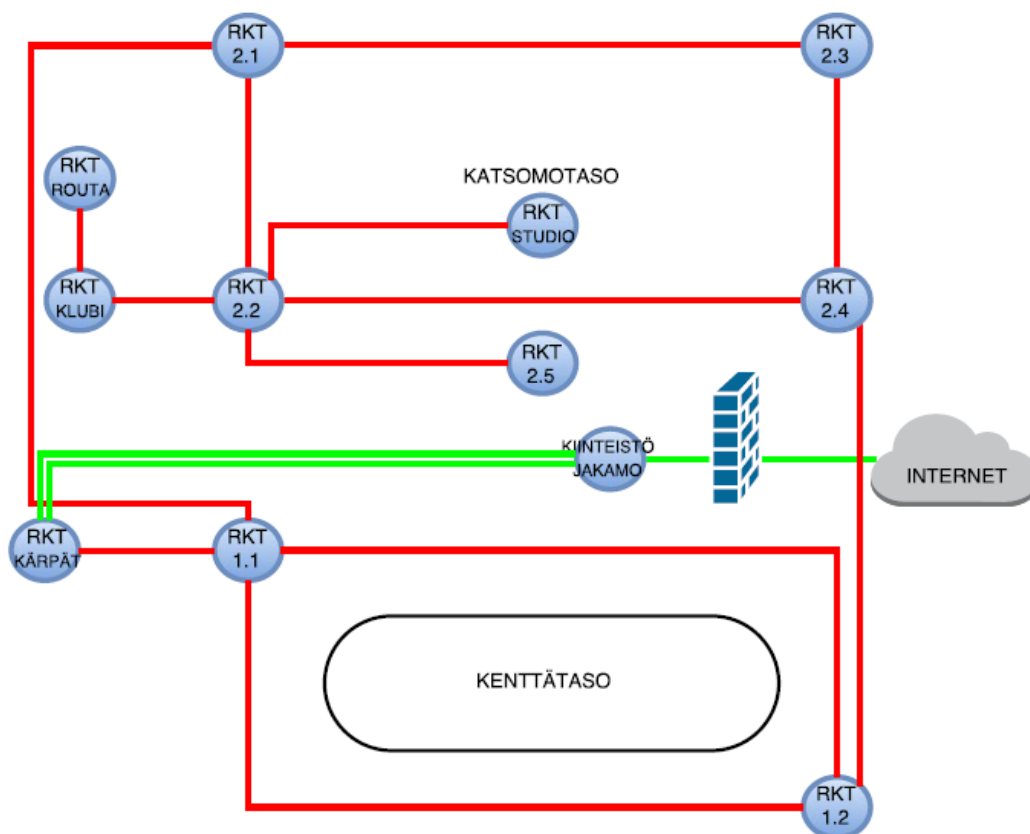 RKT
2.1
RKT
2.3
RKT
ROUTA
KATSOMOTASO
RKT
STUDIO
RKT
KLUBI
RKT
2.2
RKT
2.4
RKT
2.5
KIINTEISTÖ
JAKAMO
INTERNET
RKT
KÄRPÄT
RKT
1.1
KENTTÄTASO
RKT
1.2